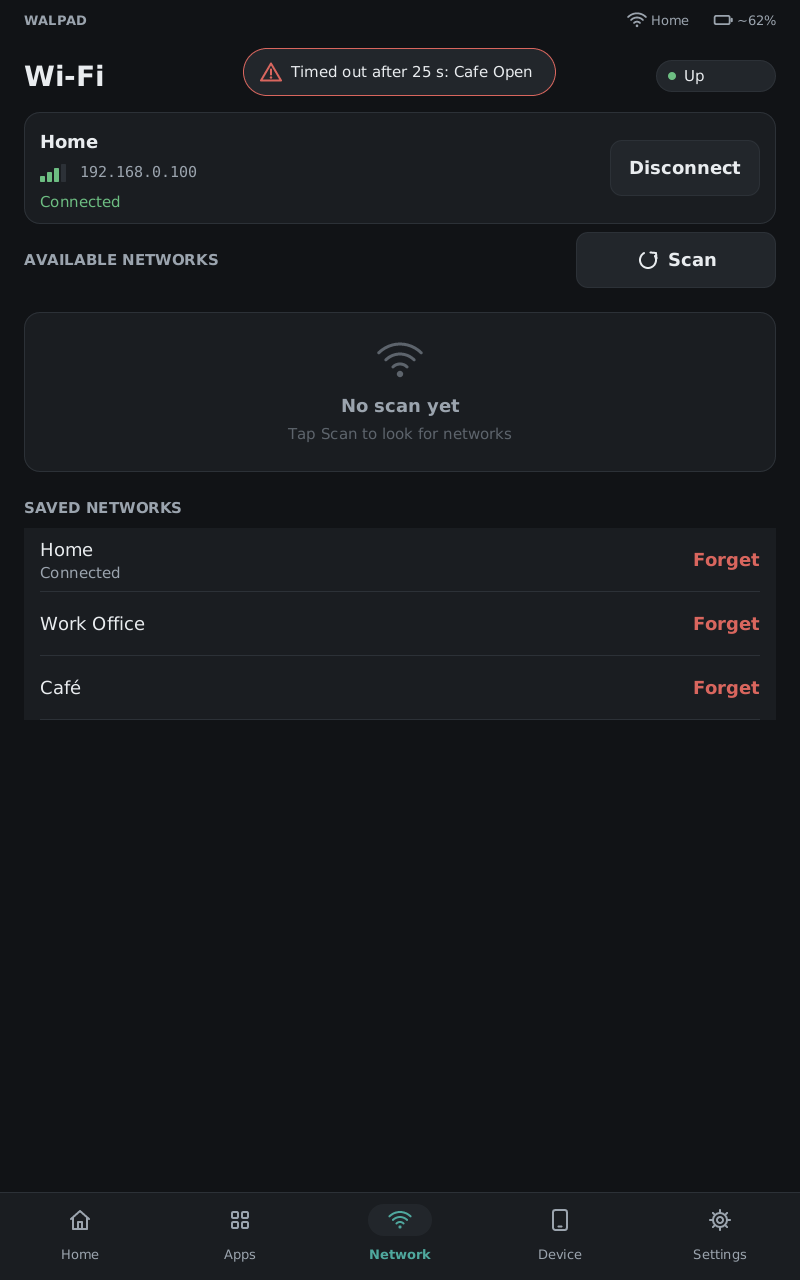 WALPAD
Home
~62%
Wi-Fi
Timed out after 25 s: Cafe Open
Up
Home
192.168.0.100
Connected
Disconnect
AVAILABLE NETWORKS
Scan
No scan yet
Tap Scan to look for networks
SAVED NETWORKS
Home
Connected
Forget
Work Office
Forget
Café
Forget
Home
Apps
Network
Device
Settings